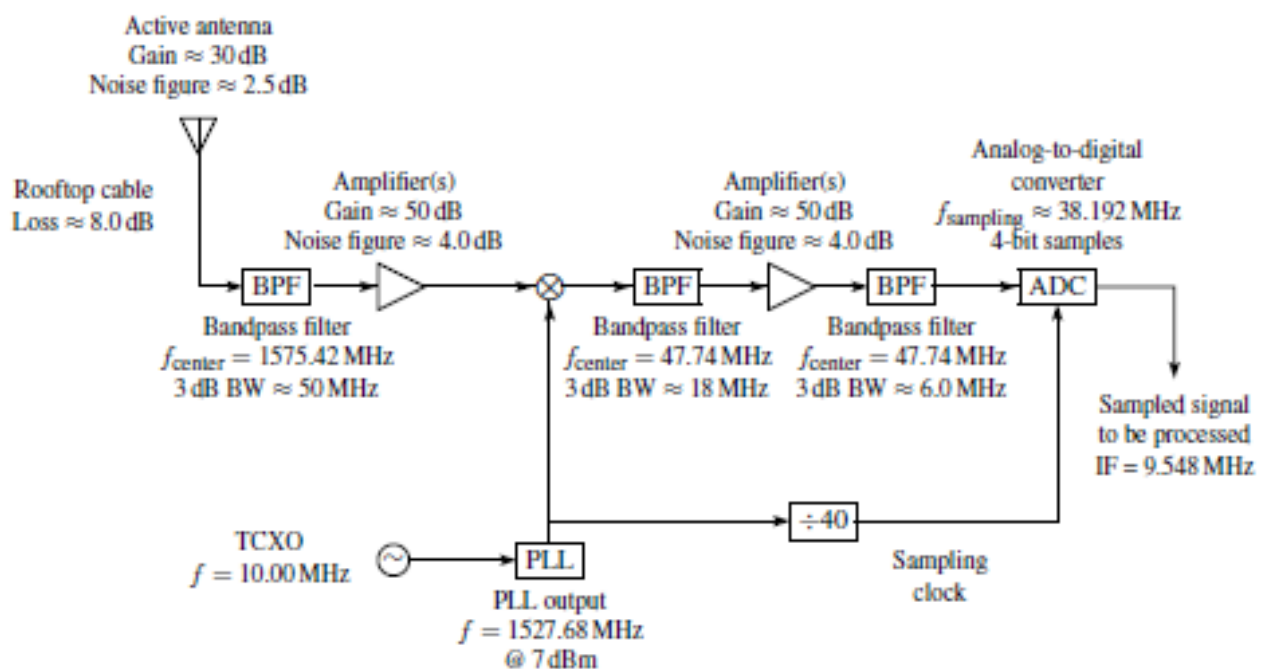 Active antenna
Gain ≈ 30 dB
Noise figure ≈ 2.5 dB
Rooftop cable
Loss ≈ 8.0 dB
Amplifier(s)
Gain ≈ 50 dB
Noise figure ≈ 4.0 dB
Amplifier(s)
Gain ≈ 50 dB
Noise figure ≈ 4.0 dB
Analog-to-digital
converter
fsampling ≈ 38.192 MHz
4-bit samples
BPF
BPF
BPF
ADC
Bandpass filter
fcenter = 1575.42 MHz
3 dB BW ≈ 50 MHz
Bandpass filter
fcenter = 47.74 MHz
3 dB BW ≈ 18 MHz
Bandpass filter
fcenter = 47.74 MHz
3 dB BW ≈ 6.0 MHz
Sampled signal
to be processed
IF = 9.548 MHz
TCXO
f = 10.00 MHz
PLL
PLL output
f = 1527.68 MHz
@ 7 dBm
÷40
Sampling
clock